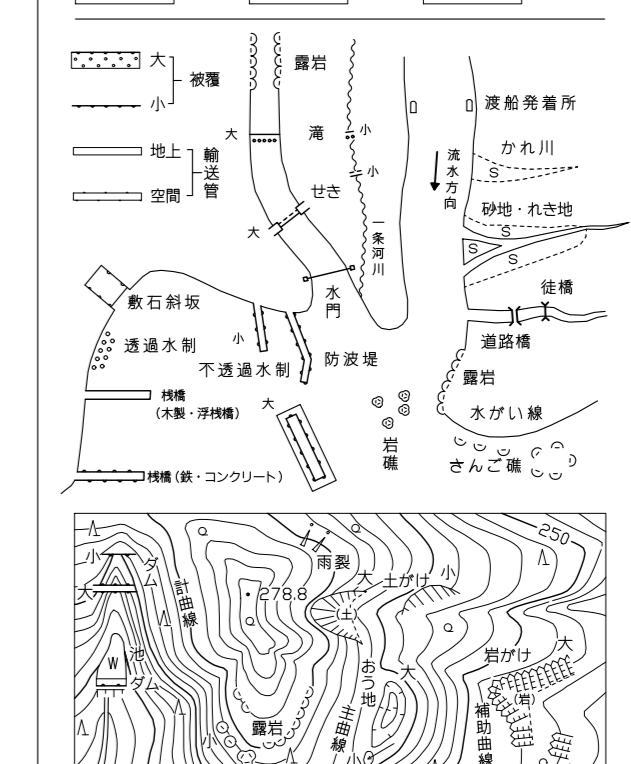 大
被覆
小
地上
輸送管
空間
露岩
大
滝
小
小
せき
大
一条河川
水門
流水方向
渡船発着所
かれ川
S
砂地・れき地
S
S
S
徒橋
道路橋
露岩
水がい線
さんご礁
岩礁
敷石斜坂
透過水制
小
不透過水制
防波堤
大
桟橋
(木製・浮桟橋)
桟橋(鉄・コンクリート)
小
ダム
大
W
池
ダム
計曲線
278.8
雨裂
大
土がけ
小
(土)
250
おう地
大
主曲線
小
露岩
小
岩がけ
大
(岩)
補助曲線